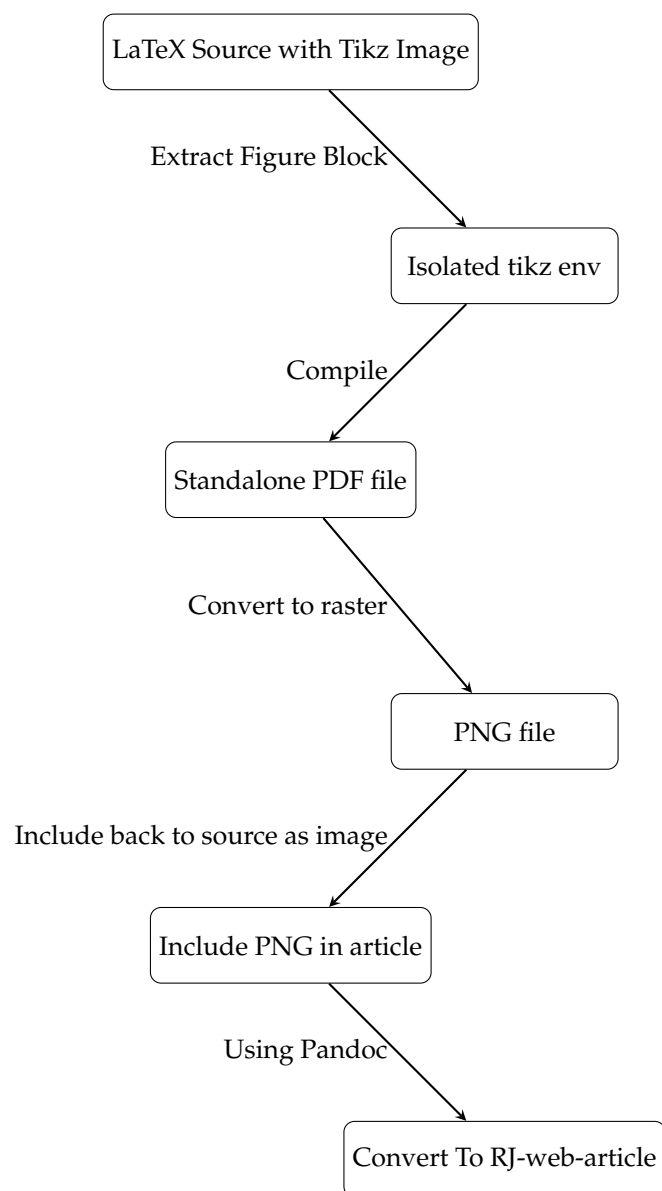 LaTeX Source with Tikz Image
Extract Figure Block
Isolated tikz env
Compile
Standalone PDF file
Convert to raster
PNG file
Include back to source as image
Include PNG in article
Using Pandoc
Convert To RJ-web-article